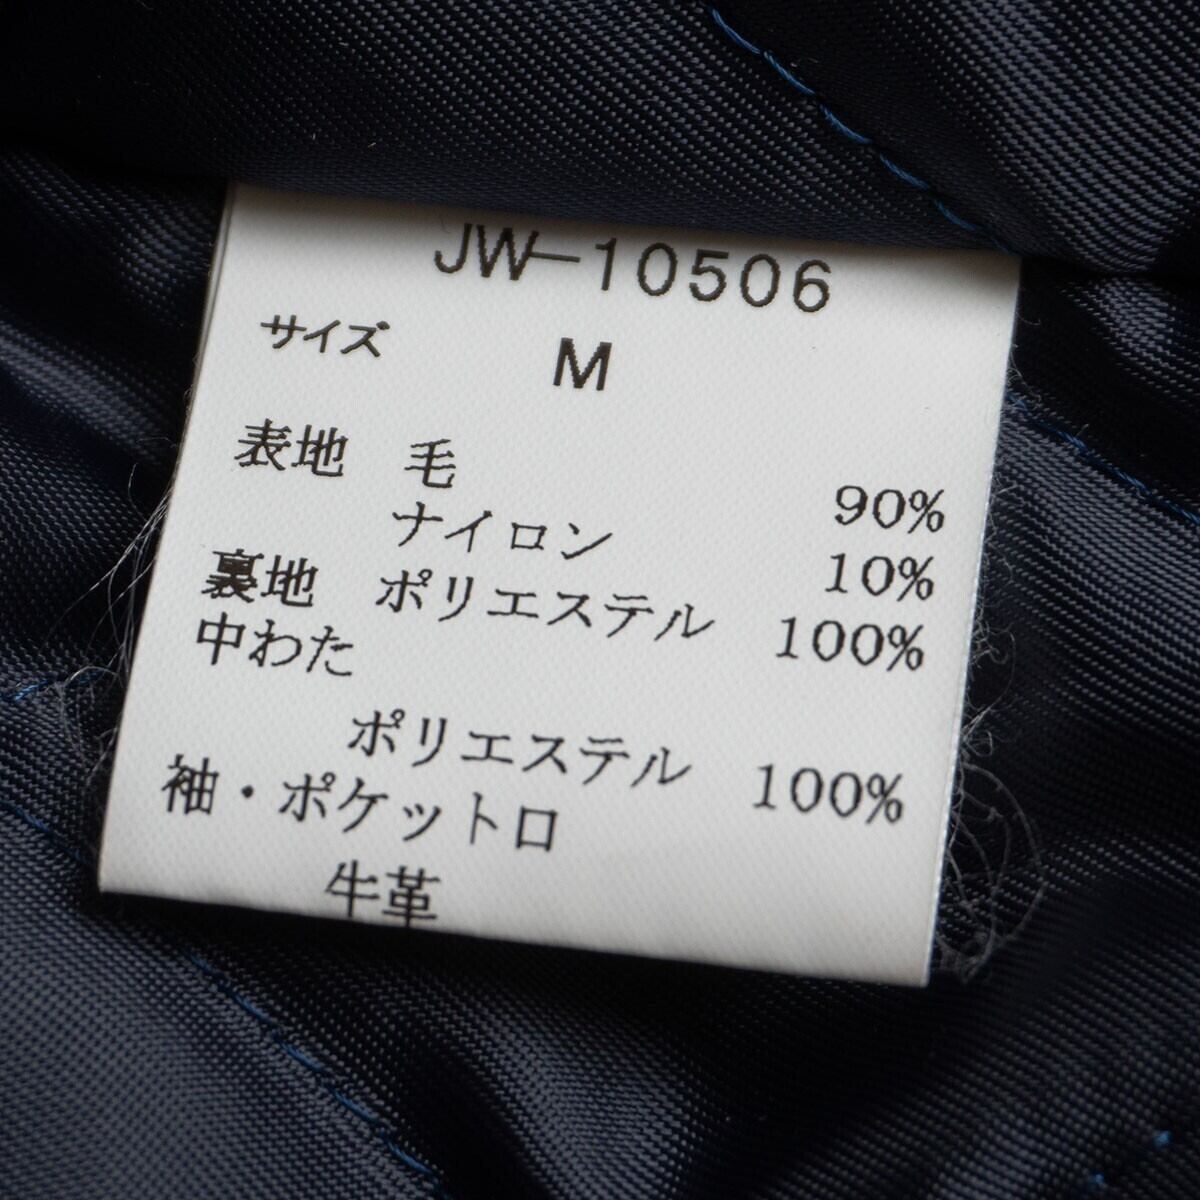 JW-10506
サイズ M
表地 毛 90%
ナイロン 10%
裏地 ポリエステル 100%
中わた
ポリエステル 100%
袖・ポケット口
牛革